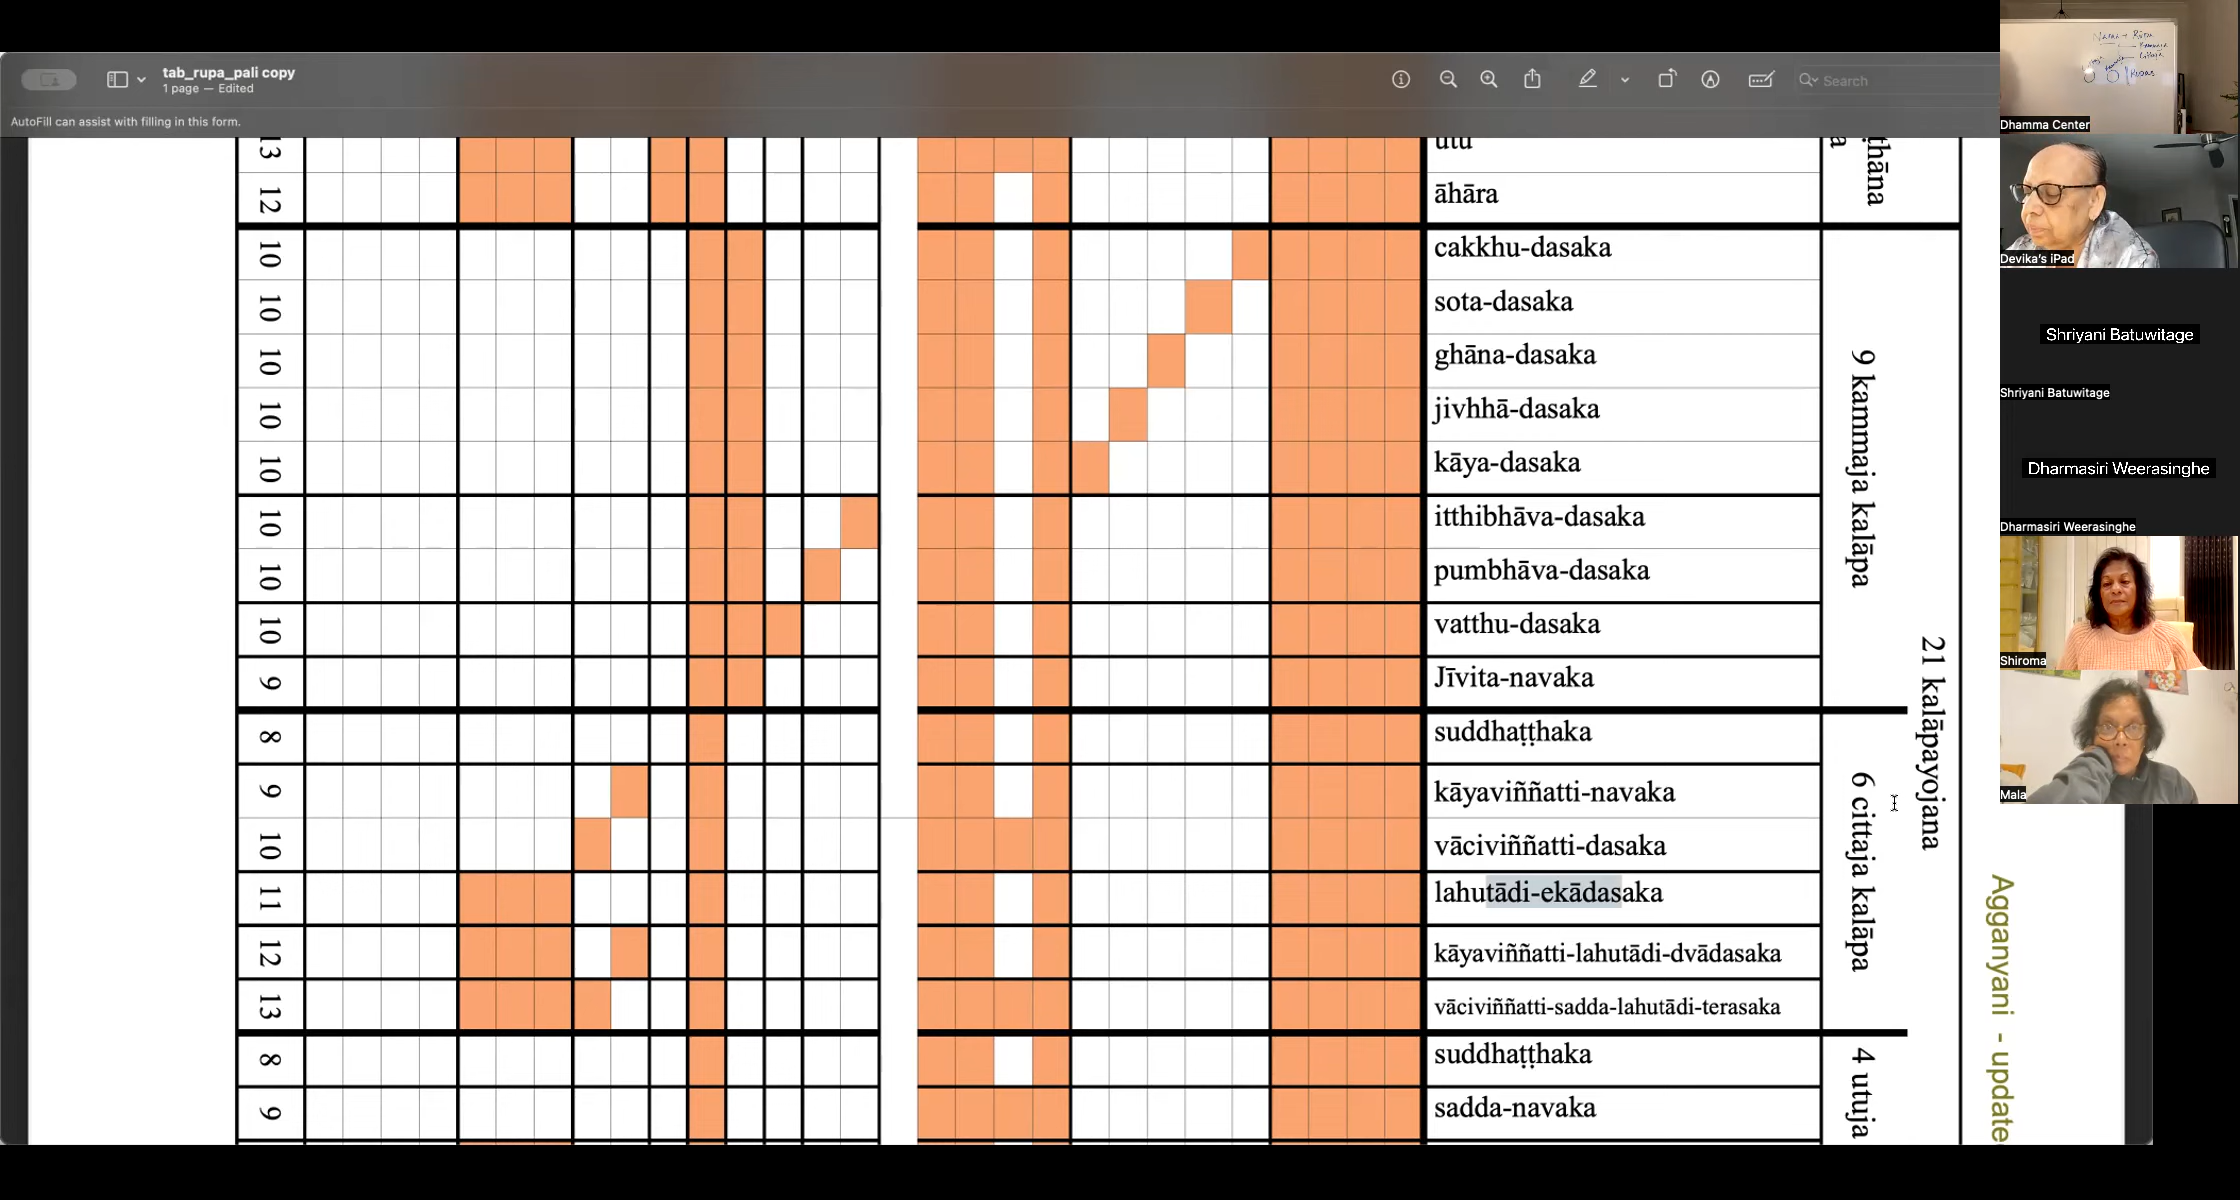 tab_rupa_pali copy
1 page — Edited
Search
AutoFill can assist with filling in this form.
13
utu
12
āhāra
ṭhāna
a
10
cakkhu-dasaka
10
sota-dasaka
10
ghāna-dasaka
10
jivhhā-dasaka
10
kāya-dasaka
10
itthibhāva-dasaka
10
pumbhāva-dasaka
10
vatthu-dasaka
9
Jīvita-navaka
9 kammaja kalāpa
8
suddhaṭṭhaka
9
kāyaviññatti-navaka
10
vāciviññatti-dasaka
11
lahutādi-ekādasaka
12
kāyaviññatti-lahutādi-dvādasaka
13
vāciviññatti-sadda-lahutādi-terasaka
6 cittaja kalāpa
8
suddhaṭṭhaka
9
sadda-navaka
4 utuja
21 kalāpayojana
Agganyani - update
Dhamma Center
Devika's iPad
Shriyani Batuwitage
Shriyani Batuwitage
Dharmasiri Weerasinghe
Dharmasiri Weerasinghe
Shiroma
Mala